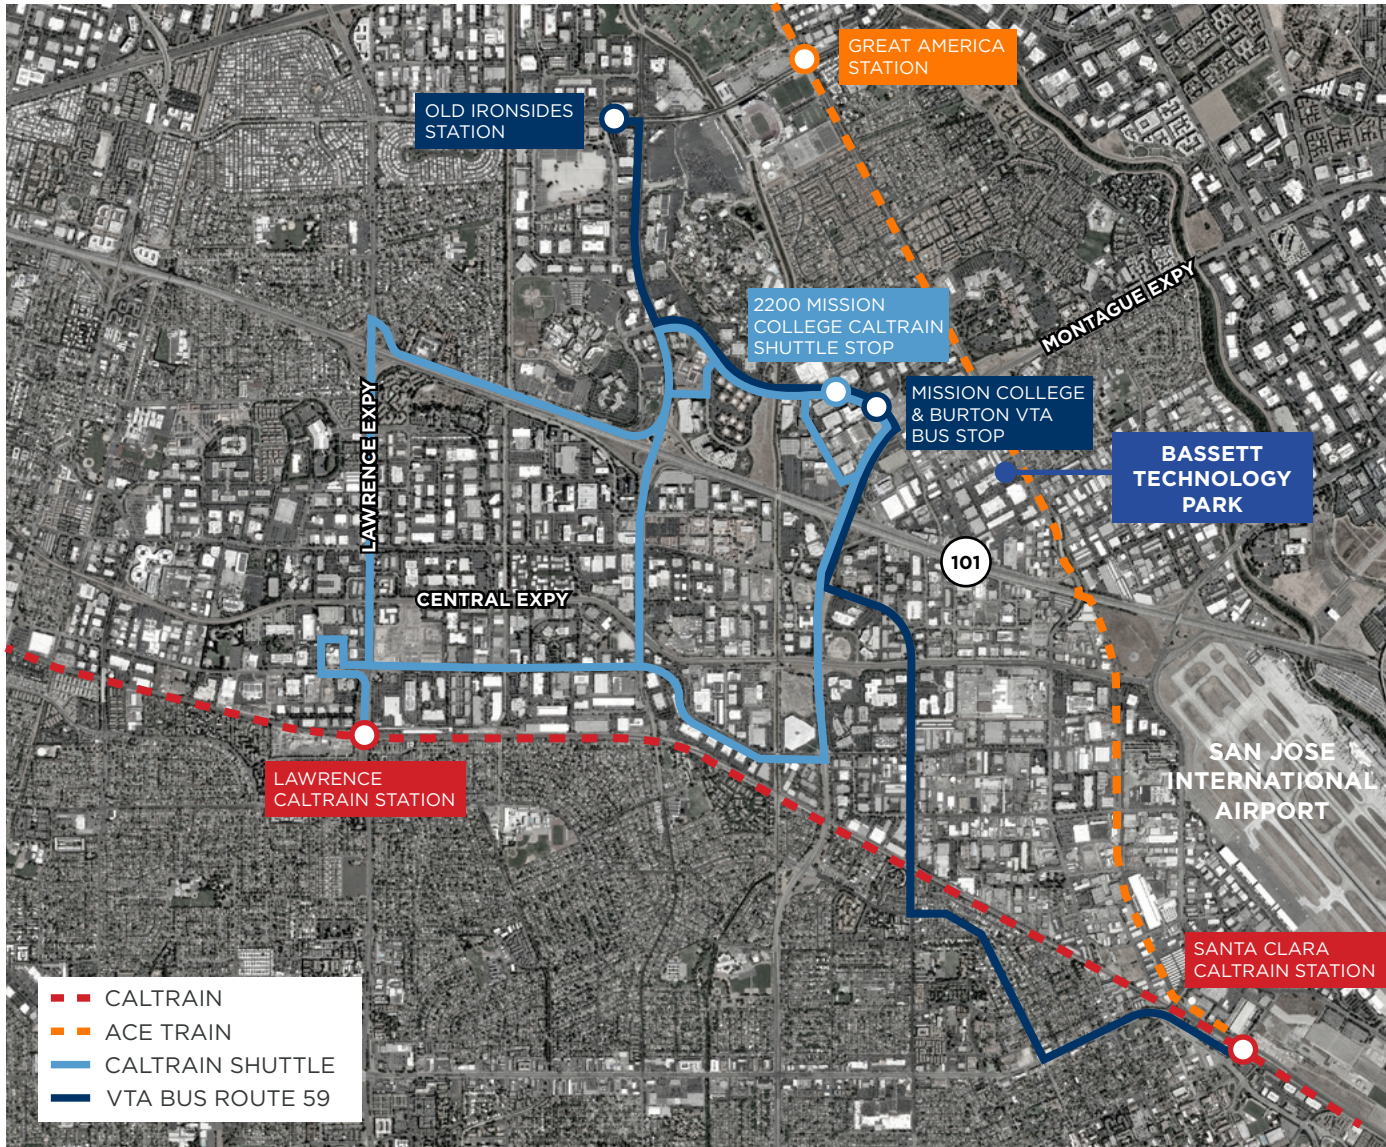 GREAT AMERICA
STATION
OLD IRONSIDES
STATION
MONTAGUE EXPY
2200 MISSION
COLLEGE CALTRAIN
SHUTTLE STOP
MISSION COLLEGE
& BURTON VTA
BUS STOP
LAWRENCE EXPY
BASSETT
TECHNOLOGY
PARK
101
CENTRAL EXPY
SAN JOSE
INTERNATIONAL
AIRPORT
LAWRENCE
CALTRAIN STATION
SANTA CLARA
CALTRAIN STATION
CALTRAIN
ACE TRAIN
CALTRAIN SHUTTLE
VTA BUS ROUTE 59